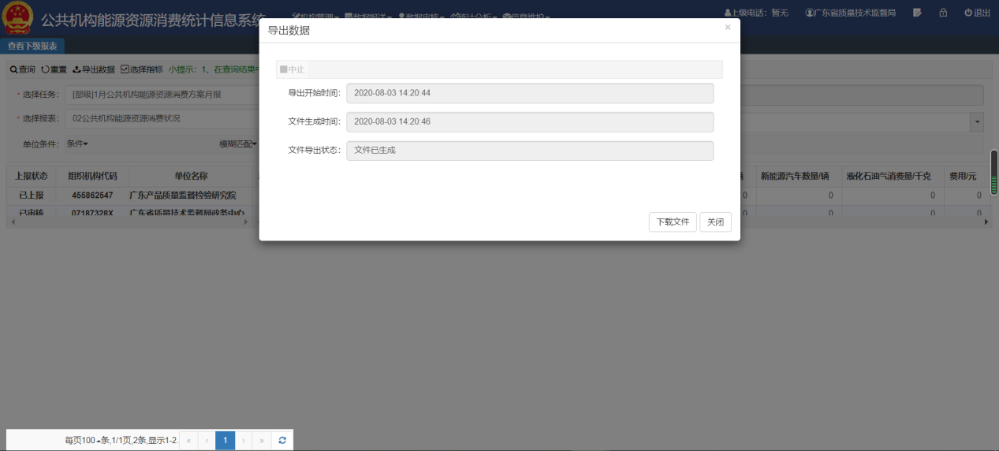 公共机构能源资源消费统计信息系统
机构管理 数据报送 数据审核 统计分析 信息维护
上级电话：暂无 广东省质量技术监督局 退出
查看下级报表
导出数据 ×
查询 重置 导出数据 选择指标 小提示：1、在查询结果中
中止
* 选择任务： [部级]1月公共机构能源资源消费方案月报
导出开始时间： 2020-08-03 14:20:44
* 选择报表： 02公共机构能源资源消费状况
文件生成时间： 2020-08-03 14:20:46
单位条件： 条件 模糊匹配
文件导出状态： 文件已生成
上报状态 组织机构代码 单位名称 新能源汽车数量/辆 液化石油气消费量/千克 费用/元
已上报 455862547 广东产品质量监督检验研究院 0 0 0 0
已审核 07187328X 广东省质量技术监督局政务中心 0 0 0 0
下载文件 关闭
每页100条,1/1页,2条,显示1-2. « ‹ 1 › »